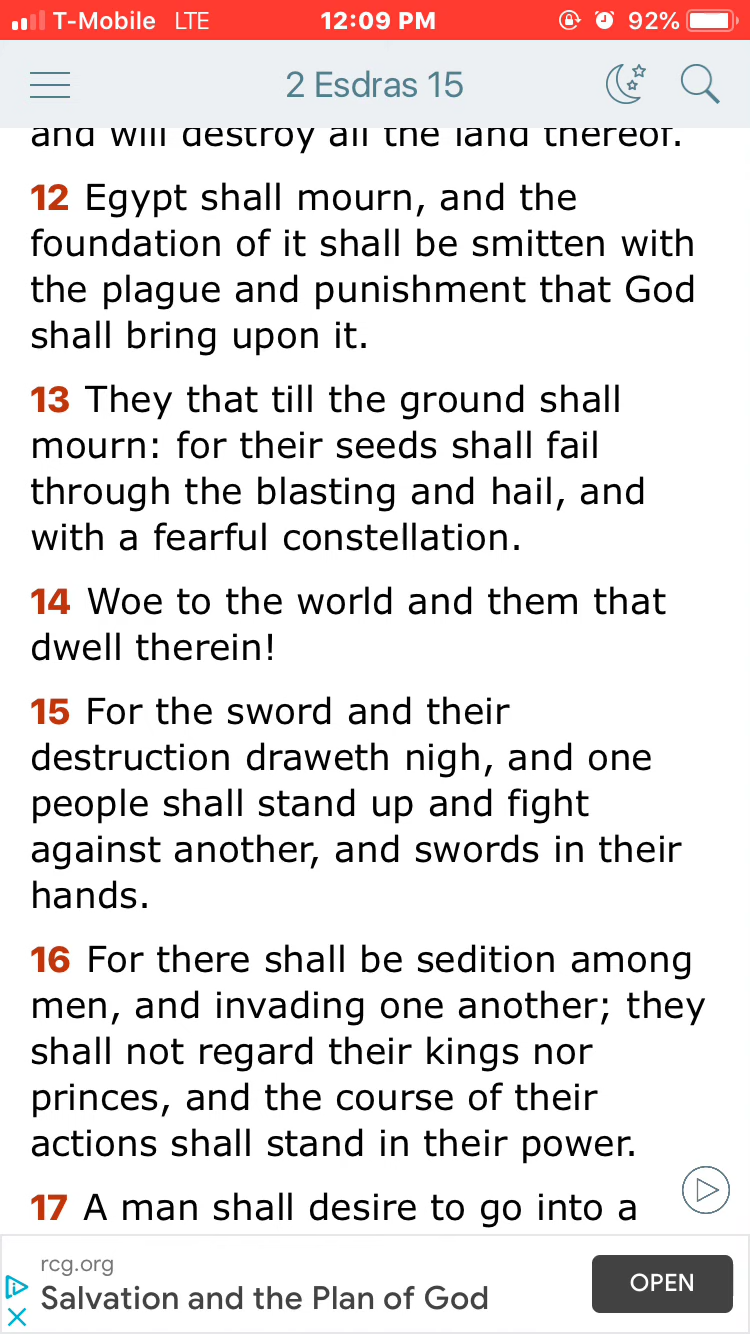 T-Mobile LTE 12:09 PM 92%
2 Esdras 15
and will destroy all the land thereof.
12 Egypt shall mourn, and the
foundation of it shall be smitten with
the plague and punishment that God
shall bring upon it.
13 They that till the ground shall
mourn: for their seeds shall fail
through the blasting and hail, and
with a fearful constellation.
14 Woe to the world and them that
dwell therein!
15 For the sword and their
destruction draweth nigh, and one
people shall stand up and fight
against another, and swords in their
hands.
16 For there shall be sedition among
men, and invading one another; they
shall not regard their kings nor
princes, and the course of their
actions shall stand in their power.
17 A man shall desire to go into a
rcg.org
Salvation and the Plan of God
OPEN